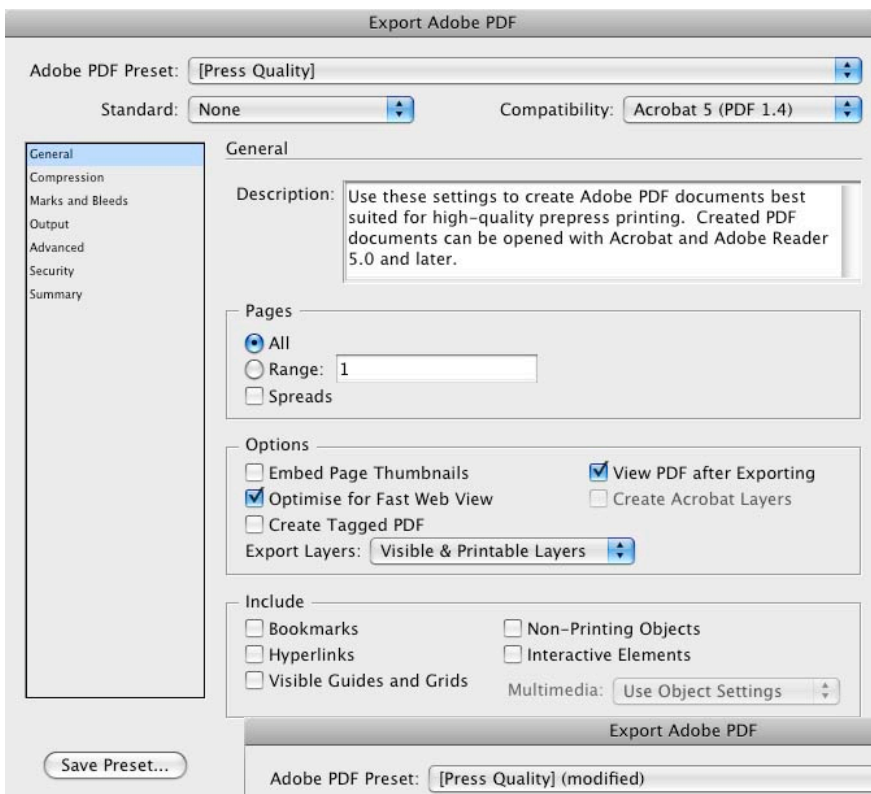 Export Adobe PDF
Adobe PDF Preset: [Press Quality]
Standard: None Compatibility: Acrobat 5 (PDF 1.4)
General
Compression
Marks and Bleeds
Output
Advanced
Security
Summary
General
Description: Use these settings to create Adobe PDF documents best
suited for high-quality prepress printing. Created PDF
documents can be opened with Acrobat and Adobe Reader
5.0 and later.
Pages
All
Range: 1
Spreads
Options
Embed Page Thumbnails View PDF after Exporting
Optimise for Fast Web View Create Acrobat Layers
Create Tagged PDF
Export Layers: Visible & Printable Layers
Include
Bookmarks Non-Printing Objects
Hyperlinks Interactive Elements
Visible Guides and Grids Multimedia: Use Object Settings
Save Preset...
Export Adobe PDF
Adobe PDF Preset: [Press Quality] (modified)